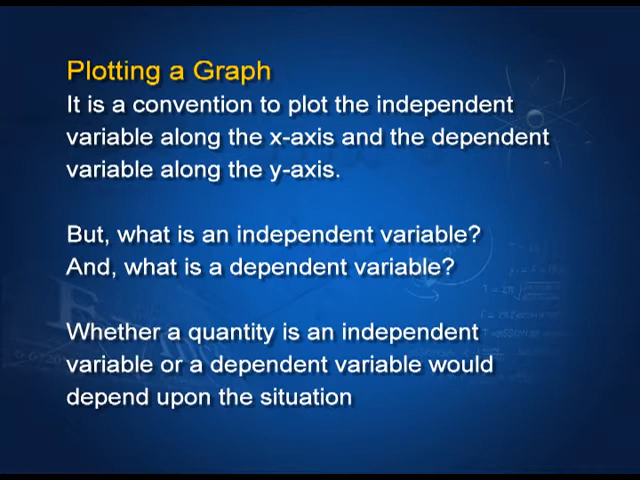 Plotting a Graph
It is a convention to plot the independent
variable along the x-axis and the dependent
variable along the y-axis.
But, what is an independent variable?
And, what is a dependent variable?
Whether a quantity is an independent
variable or a dependent variable would
depend upon the situation